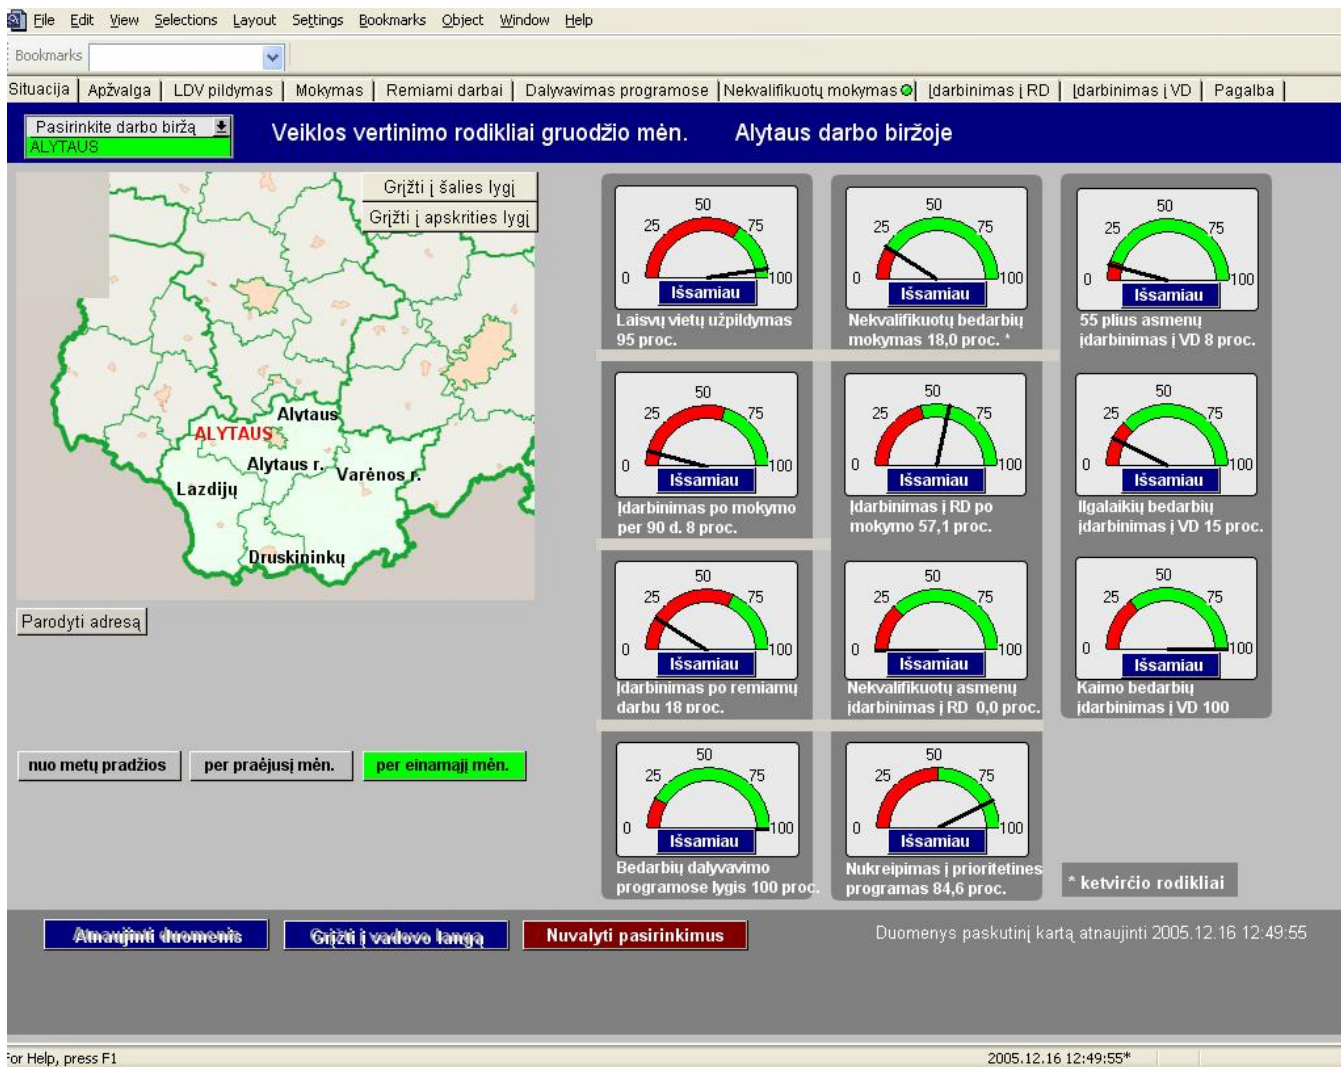 File Edit View Selections Layout Settings Bookmarks Object Window Help
Bookmarks
Situacija Apžvalga LDV pildymas Mokymas Remiami darbai Dalyvavimas programose Nekvalifikuotų mokymas Įdarbinimas į RD Įdarbinimas į VD Pagalba
Pasirinkite darbo biržą
ALYTAUS
Veiklos vertinimo rodikliai gruodžio mėn. Alytaus darbo biržoje
Grįžti į šalies lygį
Grįžti į apskrities lygį
Alytaus
ALYTAUS
Alytaus r.
Varėnos r.
Lazdijų
Druskininkų
Parodyti adresą
nuo metų pradžios per praėjusį mėn. per einamąjį mėn.
0 25 50 75 100
Išsamiau
Laisvų vietų užpildymas
95 proc.
0 25 50 75 100
Išsamiau
Nekvalifikuotų bedarbių
mokymas 18,0 proc. *
0 25 50 75 100
Išsamiau
55 plius asmenų
įdarbinimas į VD 8 proc.
0 25 50 75 100
Išsamiau
Įdarbinimas po mokymo
per 90 d. 8 proc.
0 25 50 75 100
Išsamiau
Įdarbinimas į RD po
mokymo 57,1 proc.
0 25 50 75 100
Išsamiau
Ilgalaikių bedarbių
įdarbinimas į VD 15 proc.
0 25 50 75 100
Išsamiau
Įdarbinimas po remiamų
darbu 18 proc.
0 25 50 75 100
Išsamiau
Nekvalifikuotų asmenų
įdarbinimas į RD 0,0 proc.
0 25 50 75 100
Išsamiau
Kaimo bedarbių
įdarbinimas į VD 100
0 25 50 75 100
Išsamiau
Bedarbių dalyvavimo
programose lygis 100 proc.
0 25 50 75 100
Išsamiau
Nukreipimas į prioritetines
programas 84,6 proc.
* ketvirčio rodikliai
Atnaujinti duomenis Grįžti į vadovo langą Nuvalyti pasirinkimus Duomenys paskutinį kartą atnaujinti 2005.12.16 12:49:55
For Help, press F1 2005.12.16 12:49:55*